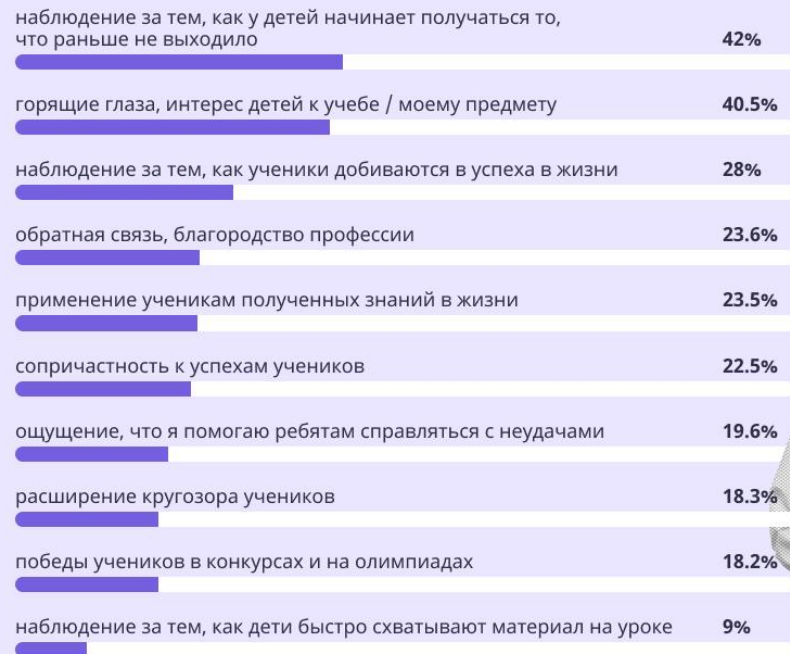 наблюдение за тем, как у детей начинает получаться то,
что раньше не выходило 42%
горящие глаза, интерес детей к учебе / моему предмету 40.5%
наблюдение за тем, как ученики добиваются в успеха в жизни 28%
обратная связь, благородство профессии 23.6%
применение ученикам полученных знаний в жизни 23.5%
сопричастность к успехам учеников 22.5%
ощущение, что я помогаю ребятам справляться с неудачами 19.6%
расширение кругозора учеников 18.3%
победы учеников в конкурсах и на олимпиадах 18.2%
наблюдение за тем, как дети быстро схватывают материал на уроке 9%